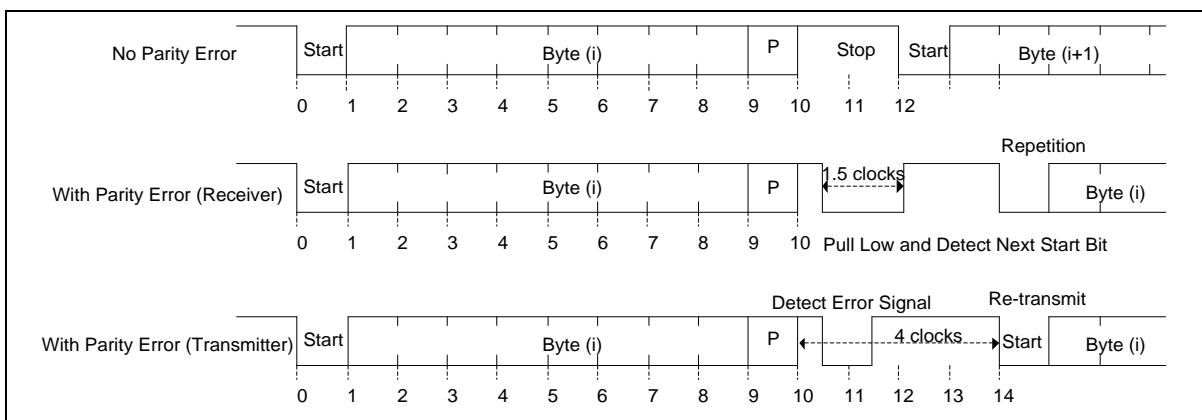 No Parity Error Start Byte (i) P Stop Start Byte (i+1)
0 1 2 3 4 5 6 7 8 9 10 11 12
Repetition
With Parity Error (Receiver) Start Byte (i) P 1.5 clocks Byte (i)
0 1 2 3 4 5 6 7 8 9 10 Pull Low and Detect Next Start Bit
Detect Error Signal Re-transmit
With Parity Error (Transmitter) Start Byte (i) P 4 clocks Start Byte (i)
0 1 2 3 4 5 6 7 8 9 10 11 12 13 14